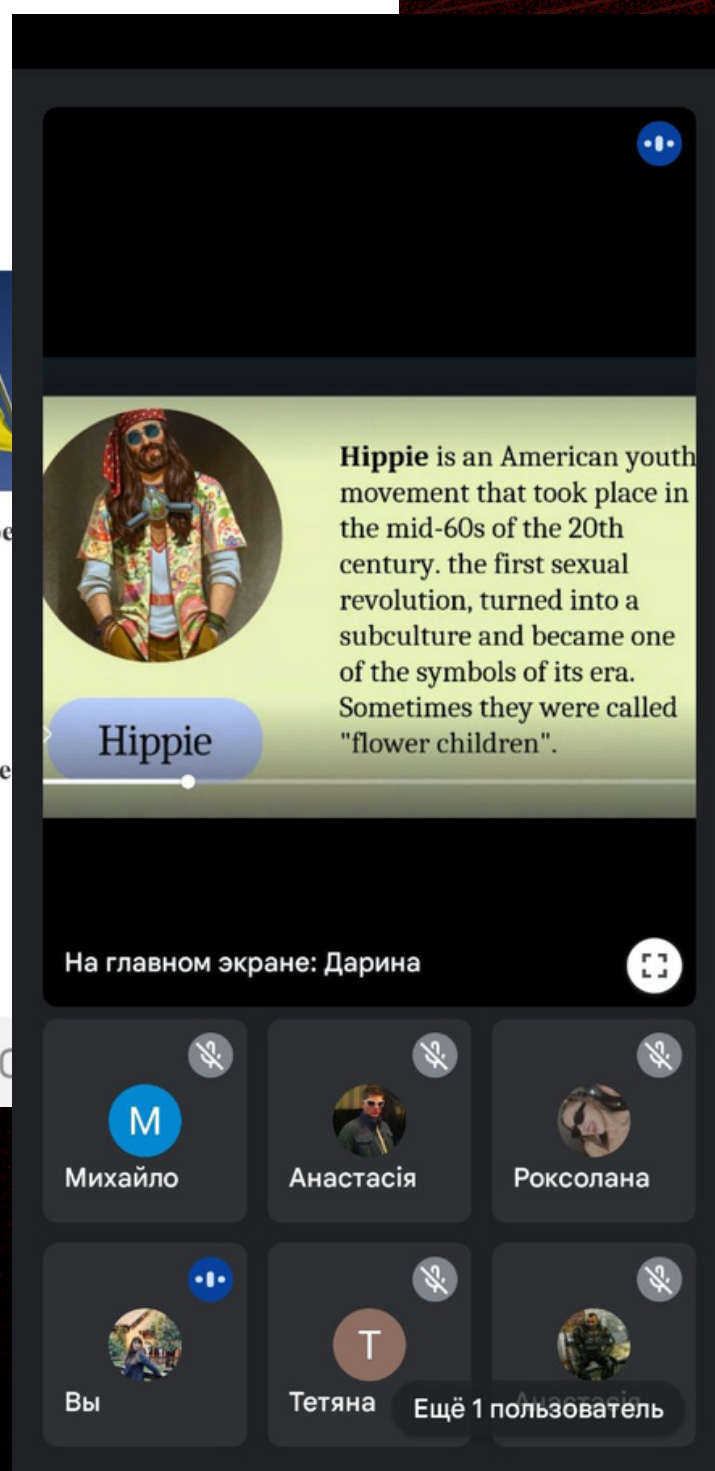 Hippie is an American youth
movement that took place in
the mid-60s of the 20th
century. the first sexual
revolution, turned into a
subculture and became one
of the symbols of its era.
Sometimes they were called
"flower children".
Hippie
На главном экране: Дарина
М
Михайло
Анастасія
Роксолана
Вы
Т
Тетяна
Ещё 1 пользователь